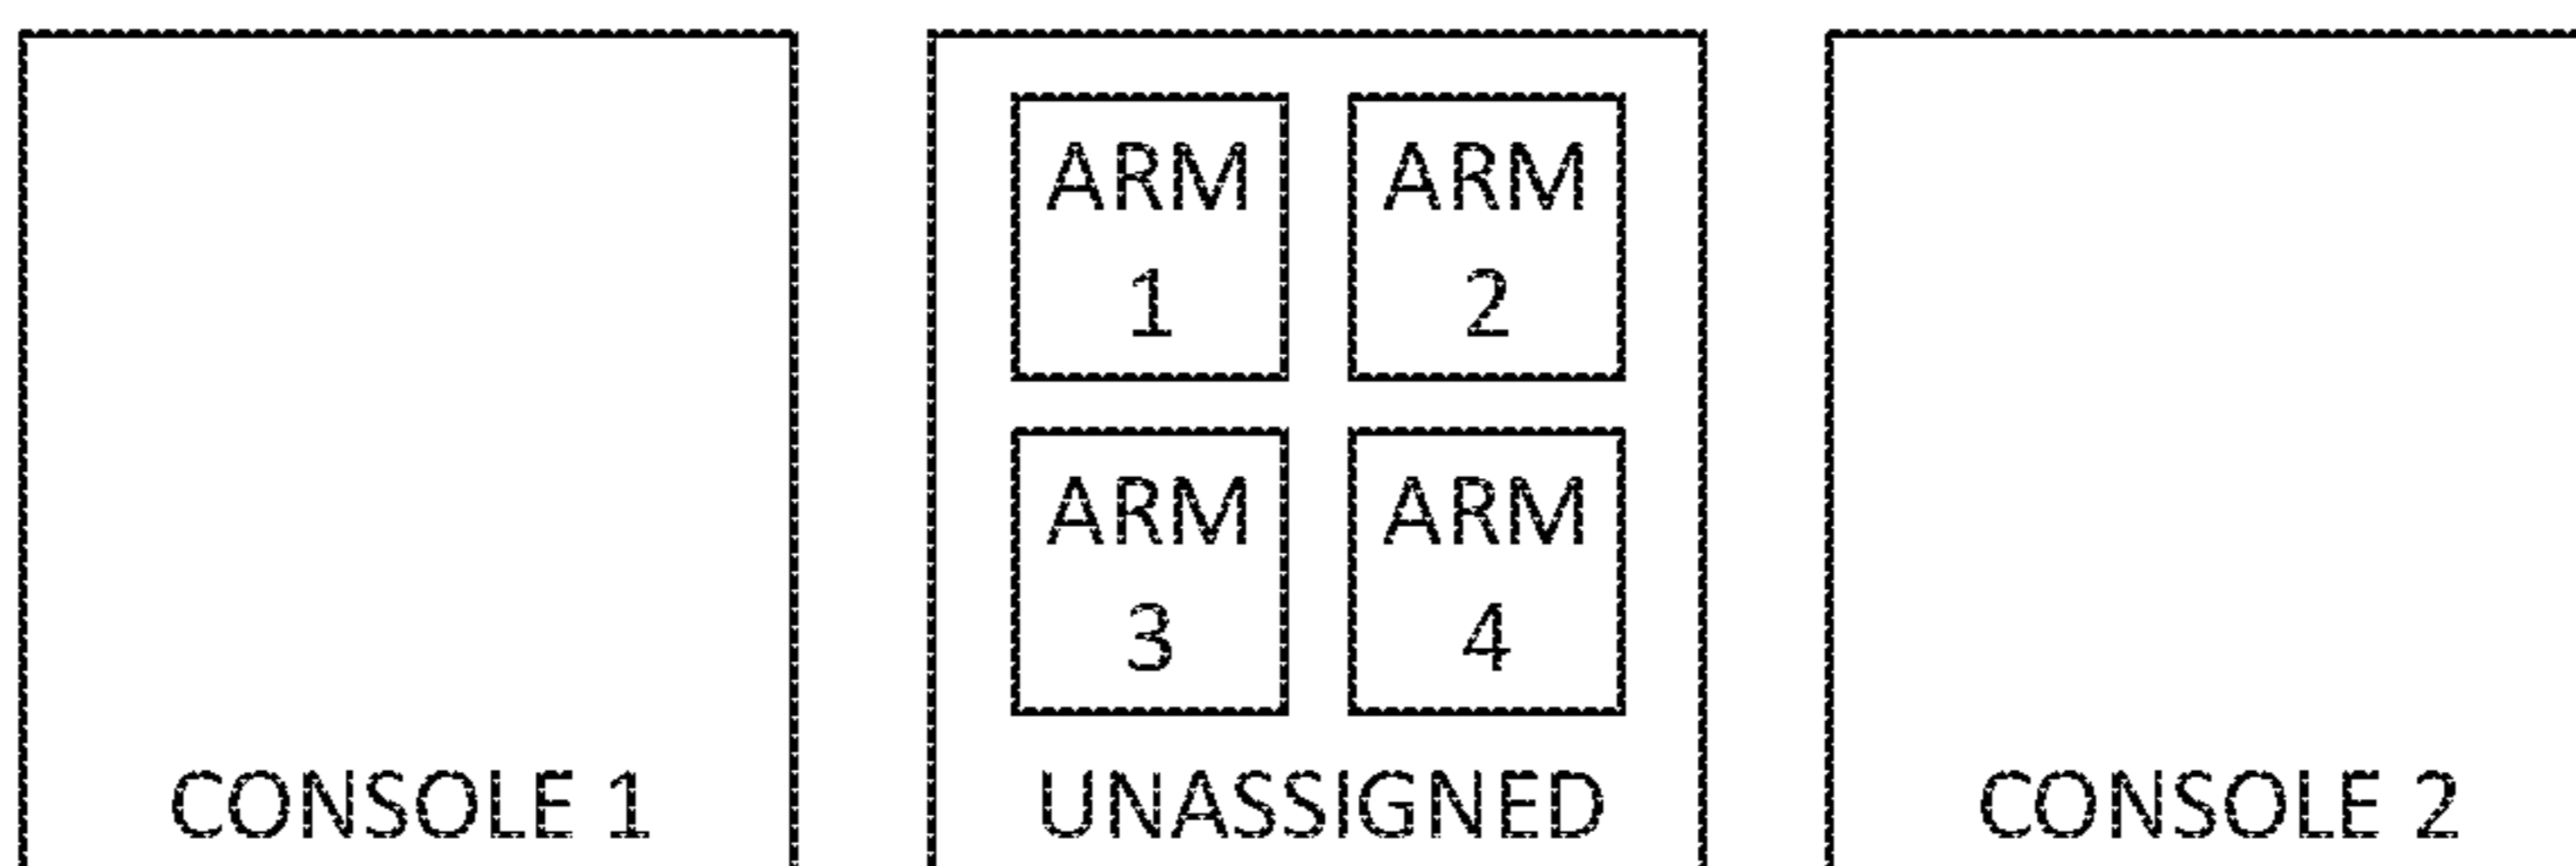 ARM
1
ARM
2
ARM
3
ARM
4
CONSOLE 1
UNASSIGNED
CONSOLE 2